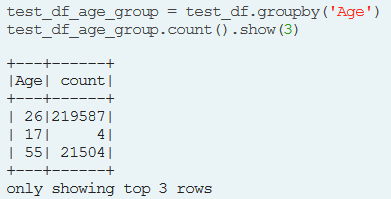 test_df_age_group = test_df.groupby('Age')
test_df_age_group.count().show(3)
+---+------+
|Age| count|
+---+------+
| 26|219587|
| 17|     4|
| 55| 21504|
+---+------+
only showing top 3 rows